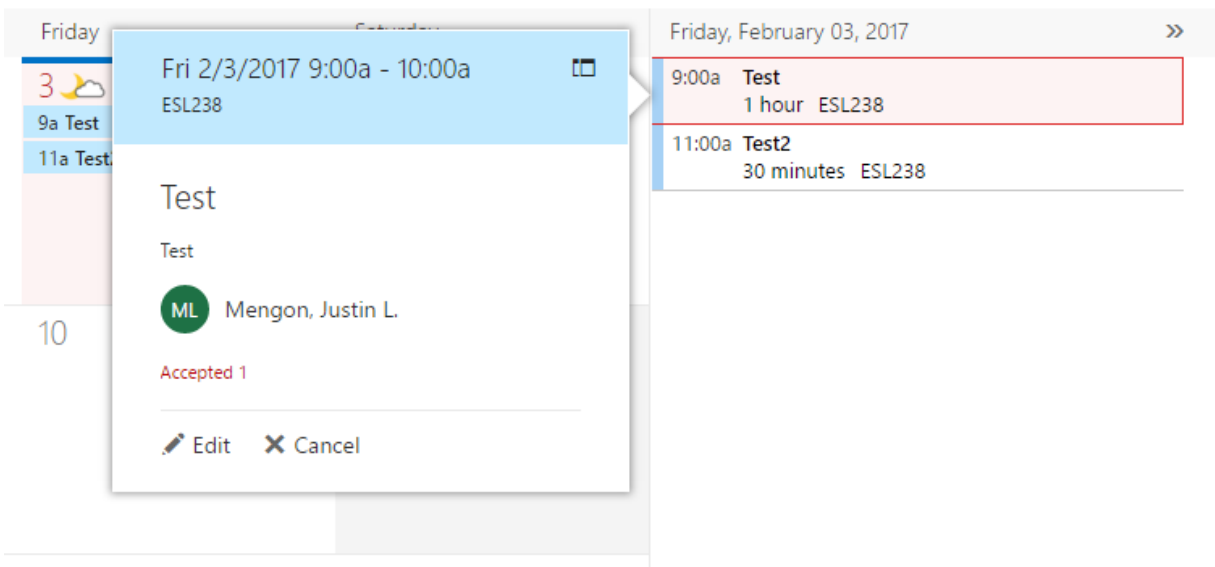 Friday
Saturday
Friday, February 03, 2017
3
9a Test
11a Test
10
Fri 2/3/2017 9:00a - 10:00a
ESL238
Test
Test
ML Mengon, Justin L.
Accepted 1
Edit Cancel
9:00a Test
1 hour ESL238
11:00a Test2
30 minutes ESL238